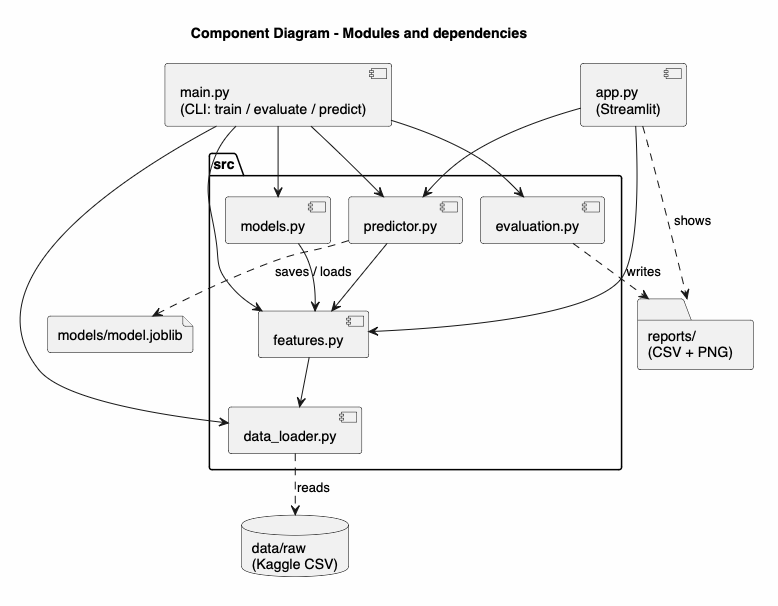 Component Diagram - Modules and dependencies
main.py
(CLI: train / evaluate / predict)
app.py
(Streamlit)
src
models.py
predictor.py
evaluation.py
shows
saves / loads
writes
models/model.joblib
features.py
reports/
(CSV + PNG)
data_loader.py
reads
data/raw
(Kaggle CSV)